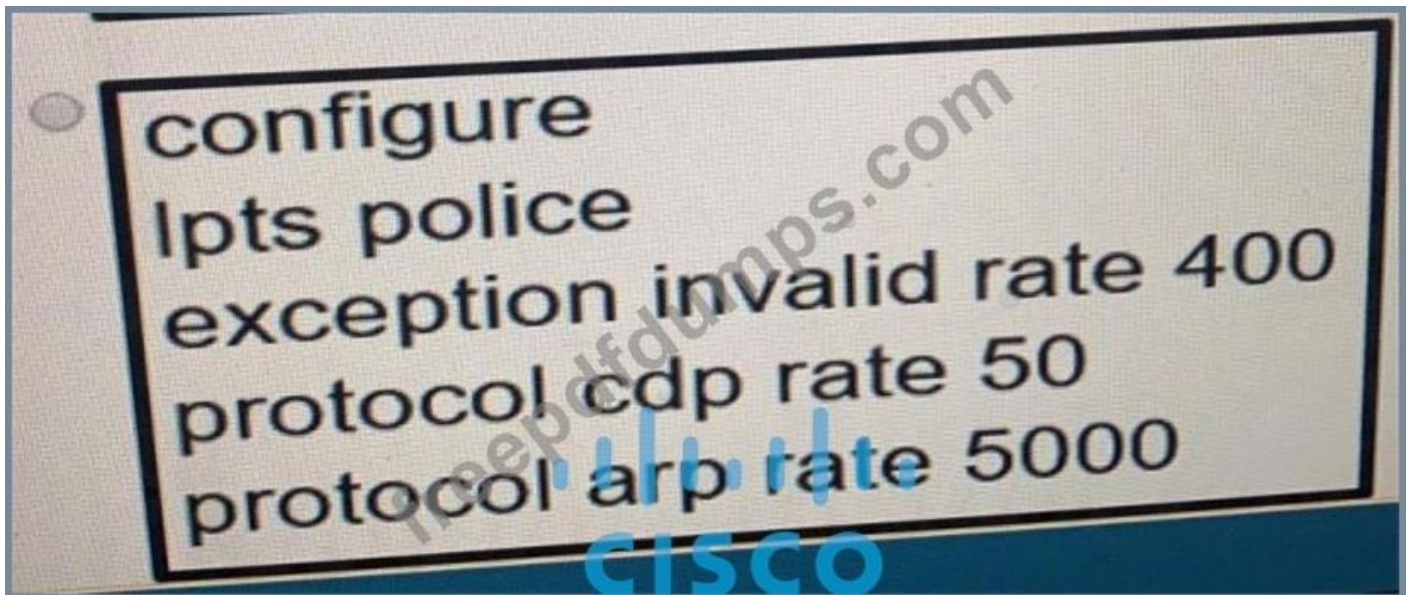 configure
lpts police
exception invalid rate 400
protocol cdp rate 50
protocol arp rate 5000
freepdfdumps.com
CISCO